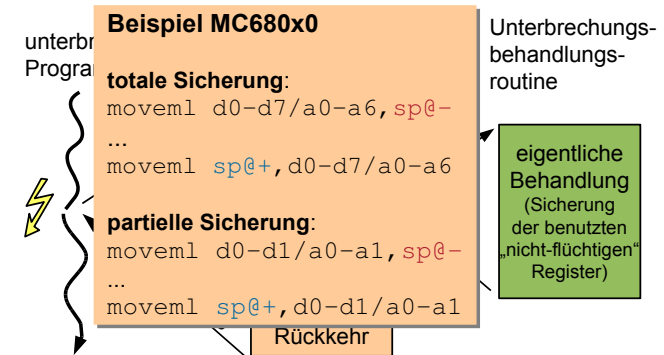 unterbr
Progra
Beispiel MC680x0
totale Sicherung:
moveml d0–d7/a0–a6,sp@–
...
moveml sp@+,d0–d7/a0–a6
partielle Sicherung:
moveml d0–d1/a0–a1,sp@–
...
moveml sp@+,d0–d1/a0–a1
Rückkehr
Unterbrechungs-
behandlungs-
routine
eigentliche
Behandlung
(Sicherung
der benutzten
„nicht-flüchtigen“
Register)